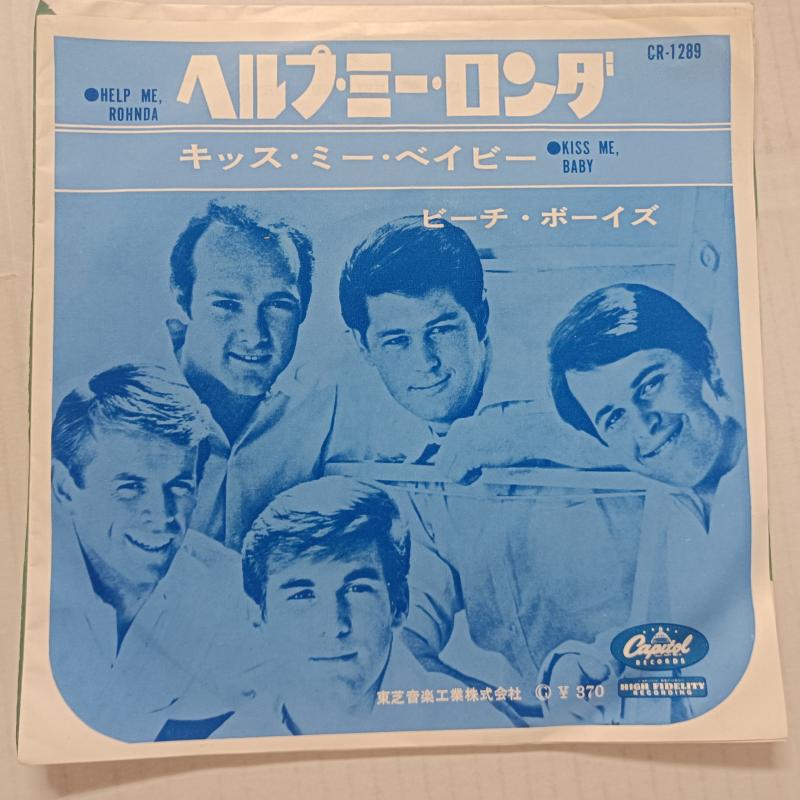 ヘルプ・ミー・ロンダ
CR-1289
●HELP ME,
ROHNDA
キッス・ミー・ベイビー
●KISS ME,
BABY
ビーチ・ボーイズ
Capitol
RECORDS
東芝音楽工業株式会社 Ⓒ ¥ 370
HIGH FIDELITY
RECORDING